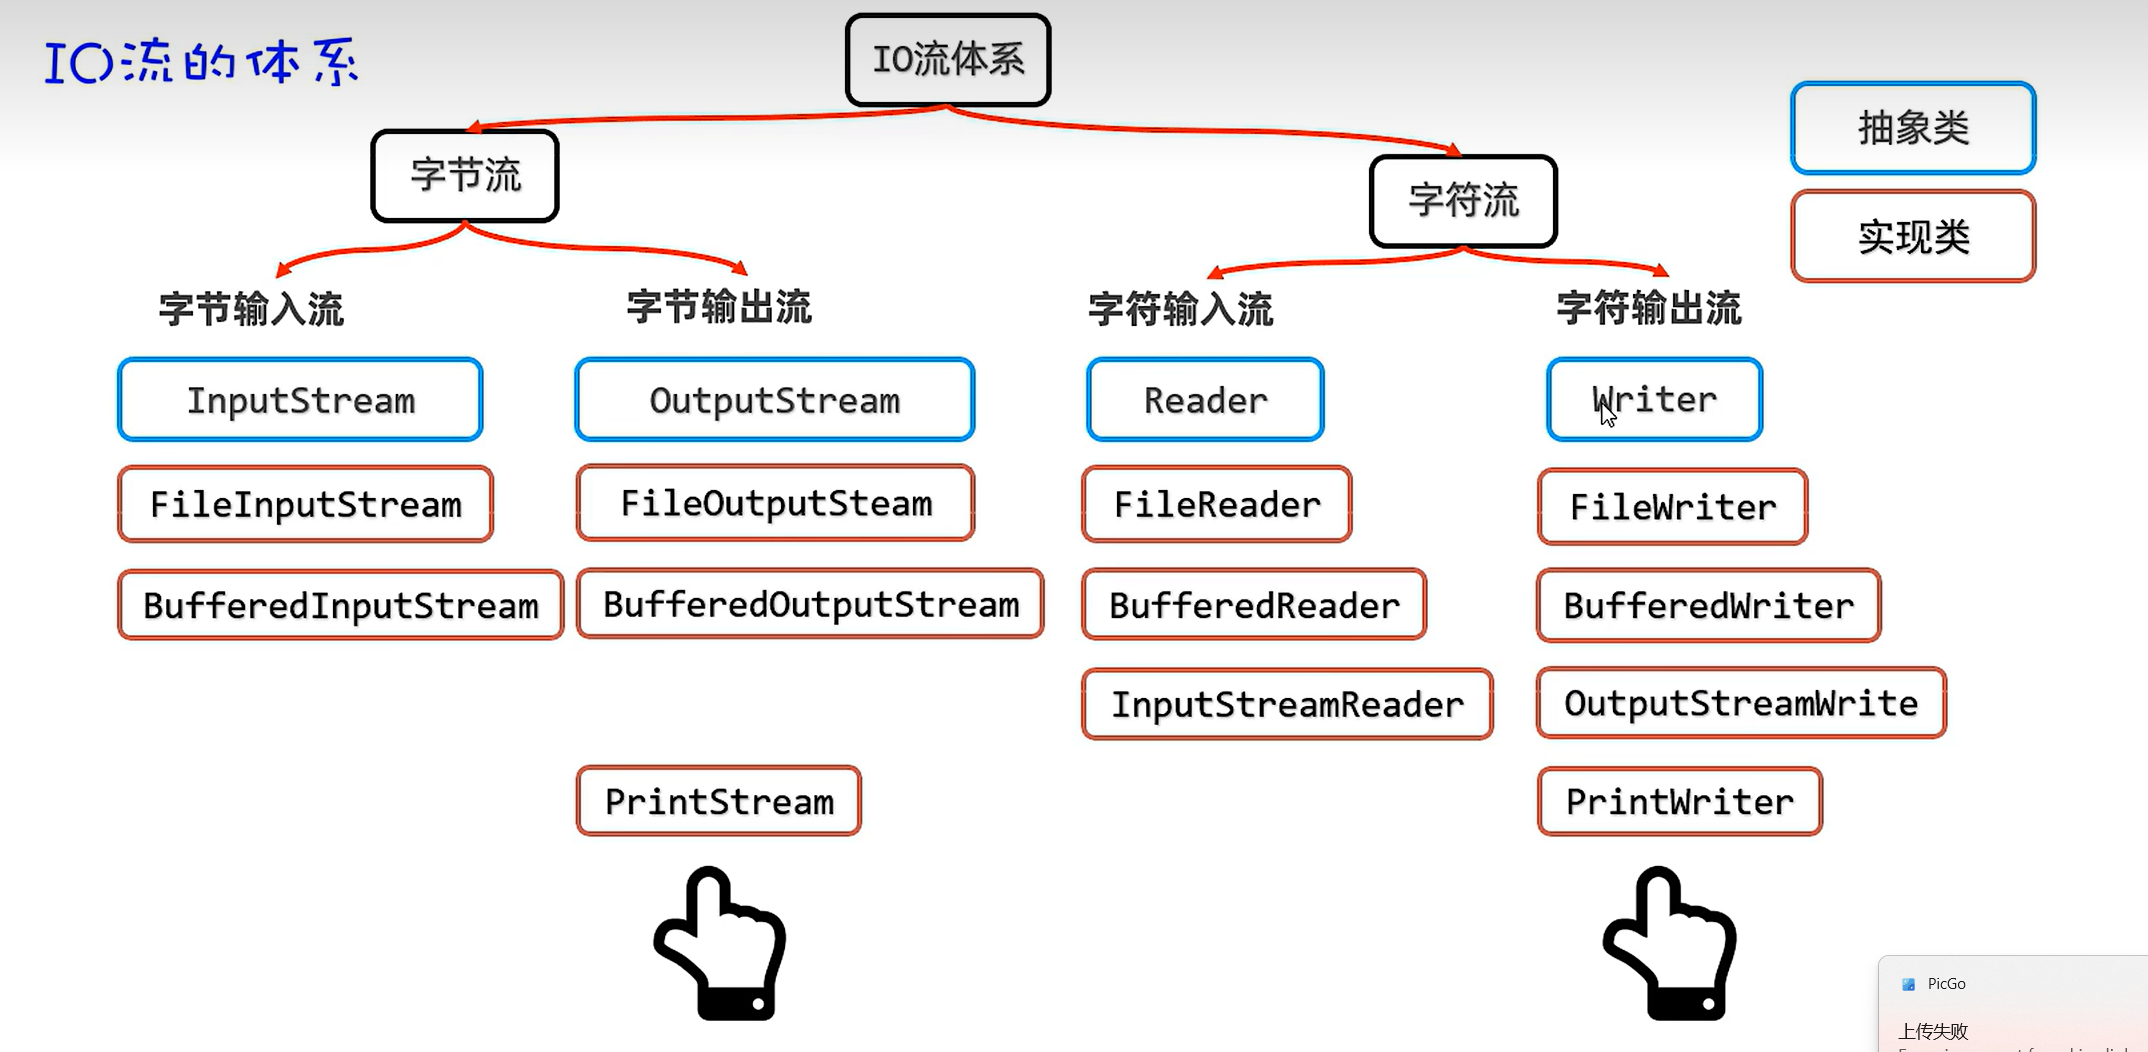 IO流的体系
IO流体系
抽象类
实现类
字节流
字符流
字节输入流
字节输出流
字符输入流
字符输出流
InputStream
OutputStream
Reader
Writer
FileInputStream
FileOutputSteam
FileReader
FileWriter
BufferedInputStream
BufferedOutputStream
BufferedReader
BufferedWriter
InputStreamReader
OutputStreamWrite
PrintStream
PrintWriter
PicGo
上传失败